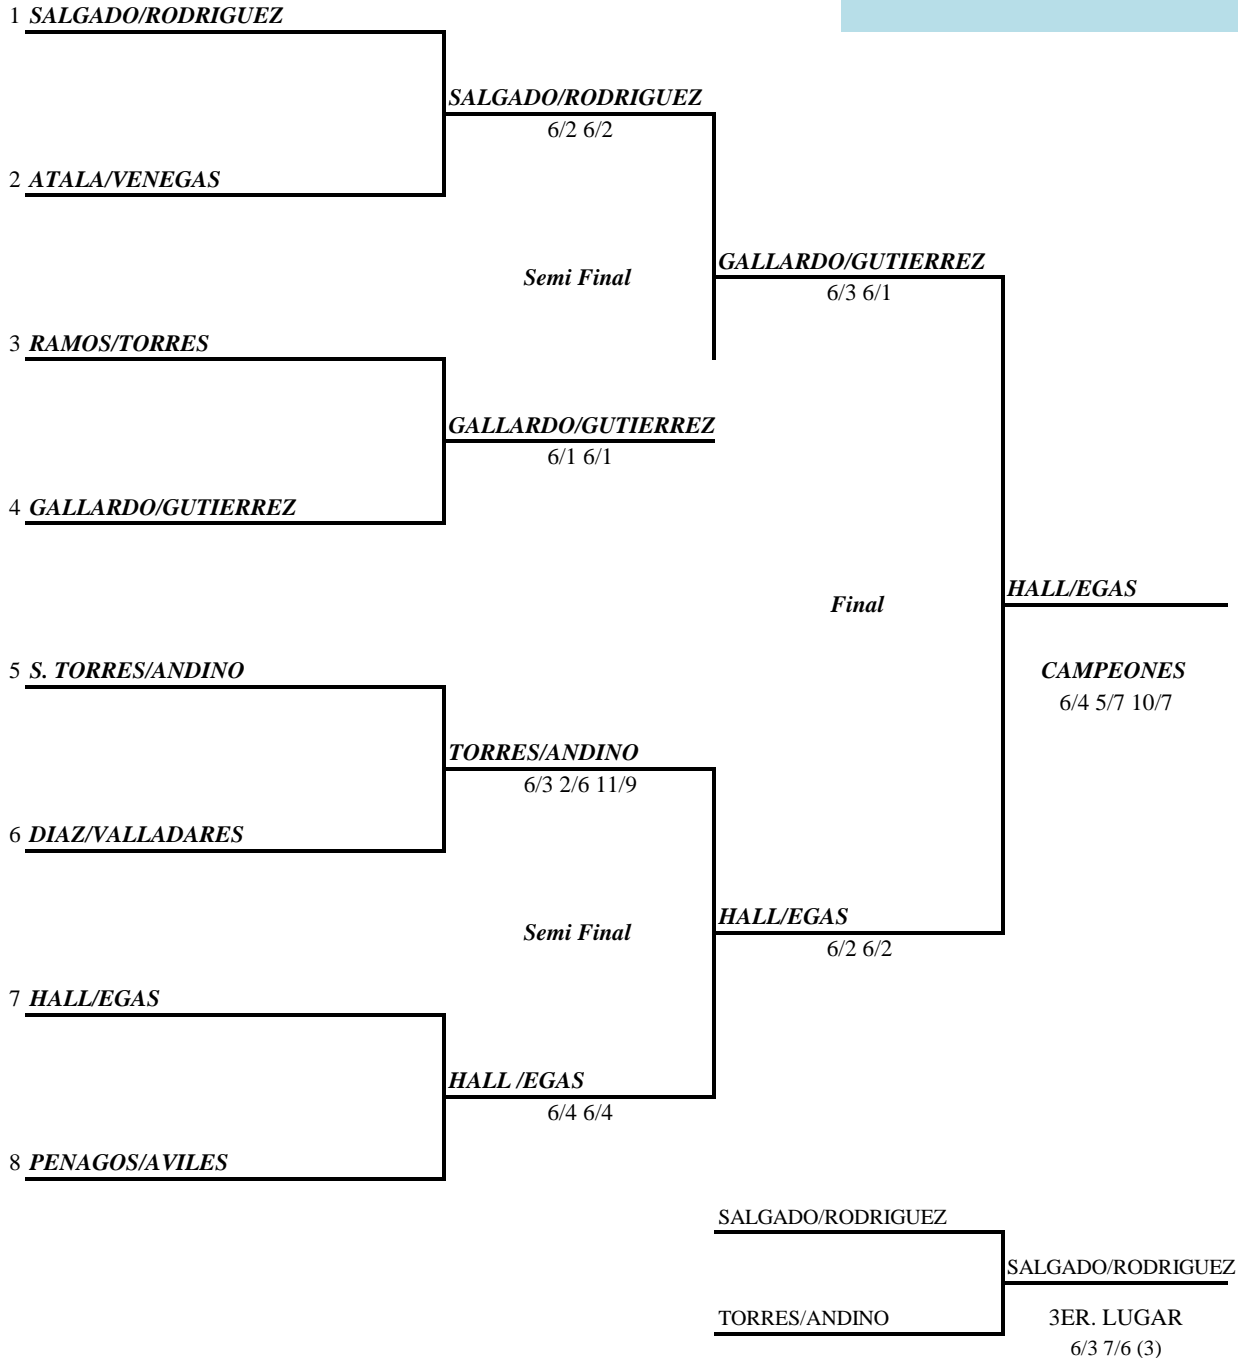 1 SALGADO/RODRIGUEZ
SALGADO/RODRIGUEZ
6/2 6/2
2 ATALA/VENEGAS
Semi Final
GALLARDO/GUTIERREZ
6/3 6/1
3 RAMOS/TORRES
GALLARDO/GUTIERREZ
6/1 6/1
4 GALLARDO/GUTIERREZ
Final
HALL/EGAS
5 S. TORRES/ANDINO
CAMPEONES
6/4 5/7 10/7
TORRES/ANDINO
6/3 2/6 11/9
6 DIAZ/VALLADARES
Semi Final
HALL/EGAS
6/2 6/2
7 HALL/EGAS
HALL /EGAS
6/4 6/4
8 PENAGOS/AVILES
SALGADO/RODRIGUEZ
SALGADO/RODRIGUEZ
TORRES/ANDINO
3ER. LUGAR
6/3 7/6 (3)